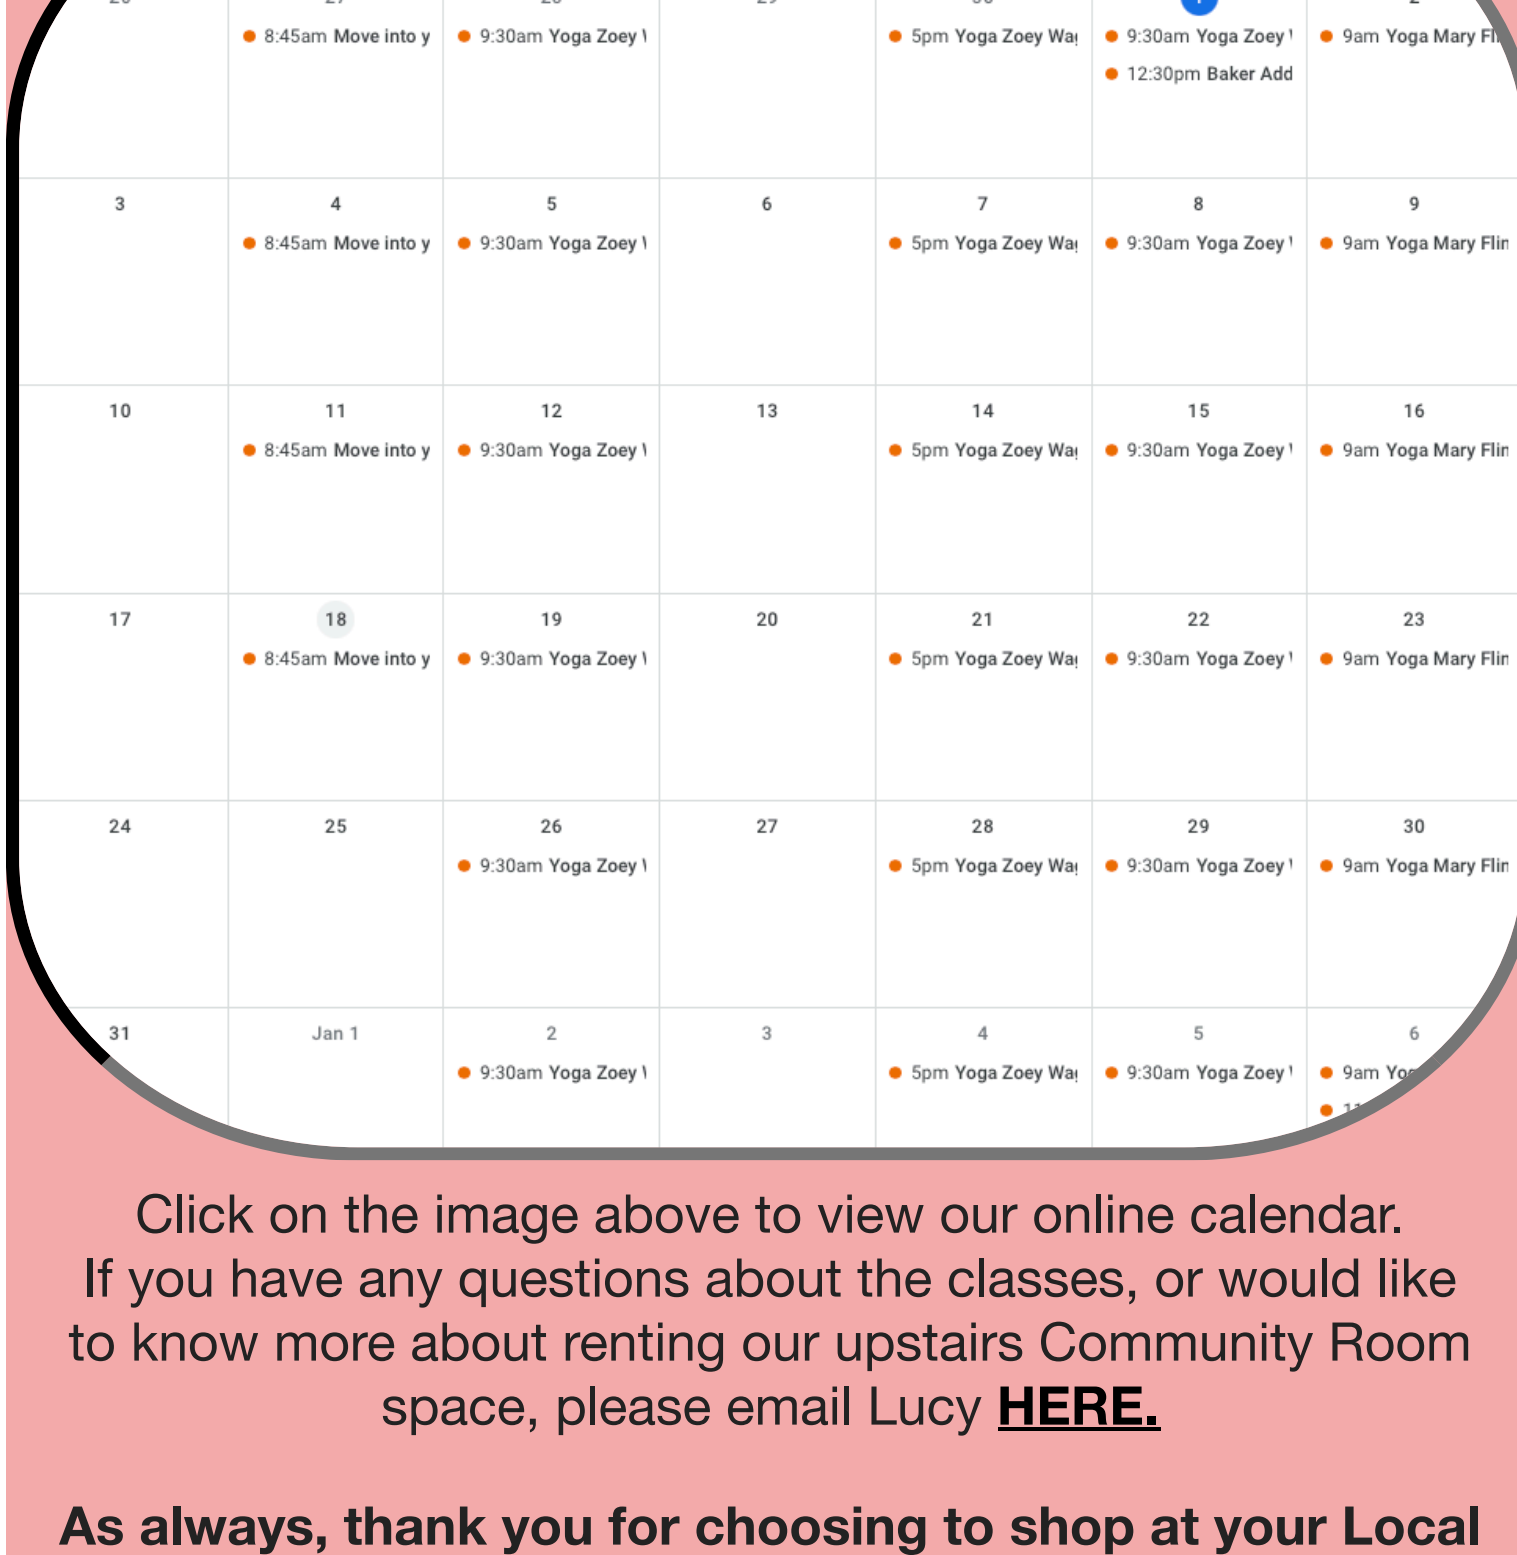 8:45am Move into y 9:30am Yoga Zoey 5pm Yoga Zoey Wag 9:30am Yoga Zoey 9am Yoga Mary Fl
12:30pm Baker Add
3 4 5 6 7 8 9
8:45am Move into y 9:30am Yoga Zoey 5pm Yoga Zoey Wag 9:30am Yoga Zoey 9am Yoga Mary Flin
10 11 12 13 14 15 16
8:45am Move into y 9:30am Yoga Zoey 5pm Yoga Zoey Wag 9:30am Yoga Zoey 9am Yoga Mary Flin
17 18 19 20 21 22 23
8:45am Move into y 9:30am Yoga Zoey 5pm Yoga Zoey Wag 9:30am Yoga Zoey 9am Yoga Mary Flin
24 25 26 27 28 29 30
9:30am Yoga Zoey 5pm Yoga Zoey Wag 9:30am Yoga Zoey 9am Yoga Mary Flin
31 Jan 1 2 3 4 5 6
9:30am Yoga Zoey 5pm Yoga Zoey Wag 9:30am Yoga Zoey 9am Yog
Click on the image above to view our online calendar.
If you have any questions about the classes, or would like
to know more about renting our upstairs Community Room
space, please email Lucy HERE.
As always, thank you for choosing to shop at your Local